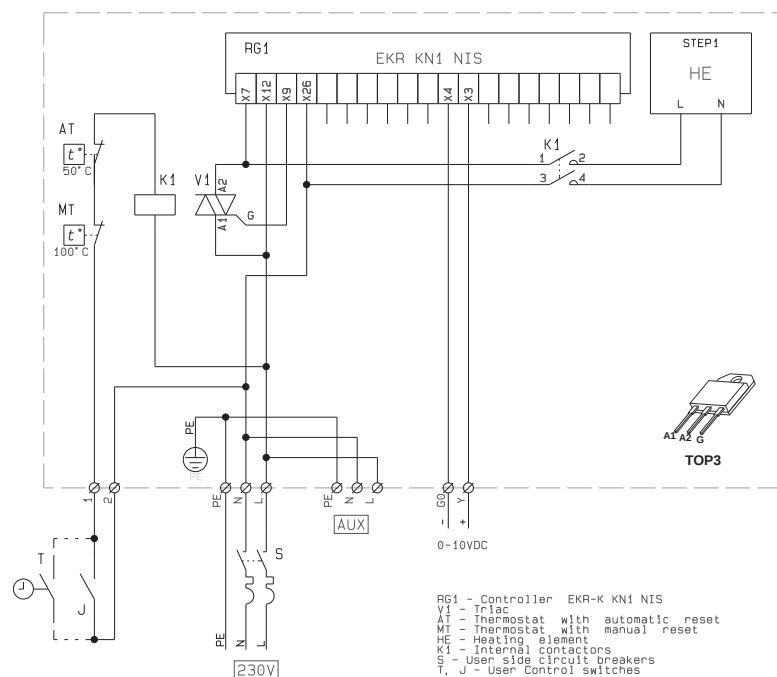 RG1
EKR KN1 NIS
X7 X12 X9 X26 X4 X3
STEP1
HE
L N
AT
t°
50°C
MT
t°
100°C
K1
V1
A2
A1
G
K1
1 2
3 4
PE
PE
1 2 PE N L PE N L G0 Y
AUX
- +
0-10VDC
T
J
S
PE N L
230V
A1 A2 G
TOP3
RG1 - Controller EKR-K KN1 NIS
V1 - Triac
AT - Thermostat with automatic reset
MT - Thermostat with manual reset
HE - Heating element
K1 - Internal contactors
S - User side circuit breakers
T, J - User Control switches